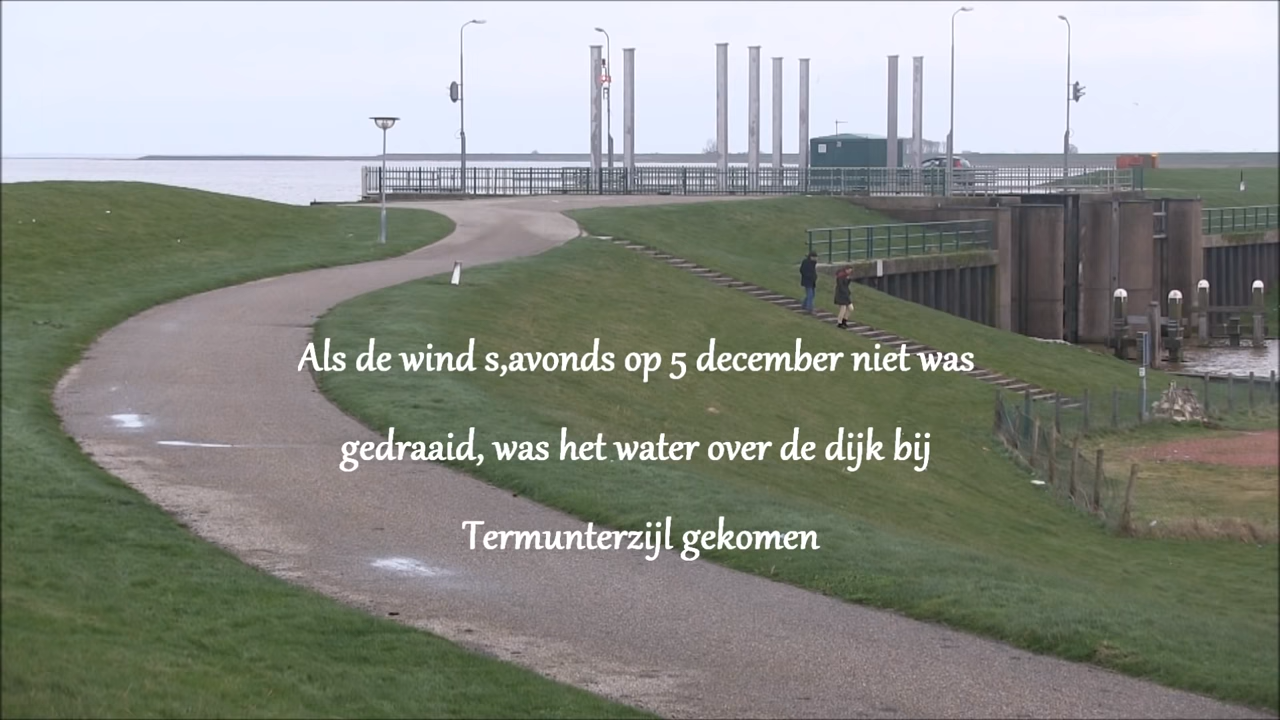 Als de wind s,avonds op 5 december niet was
gedraaid, was het water over de dijk bij
Termunterzijl gekomen